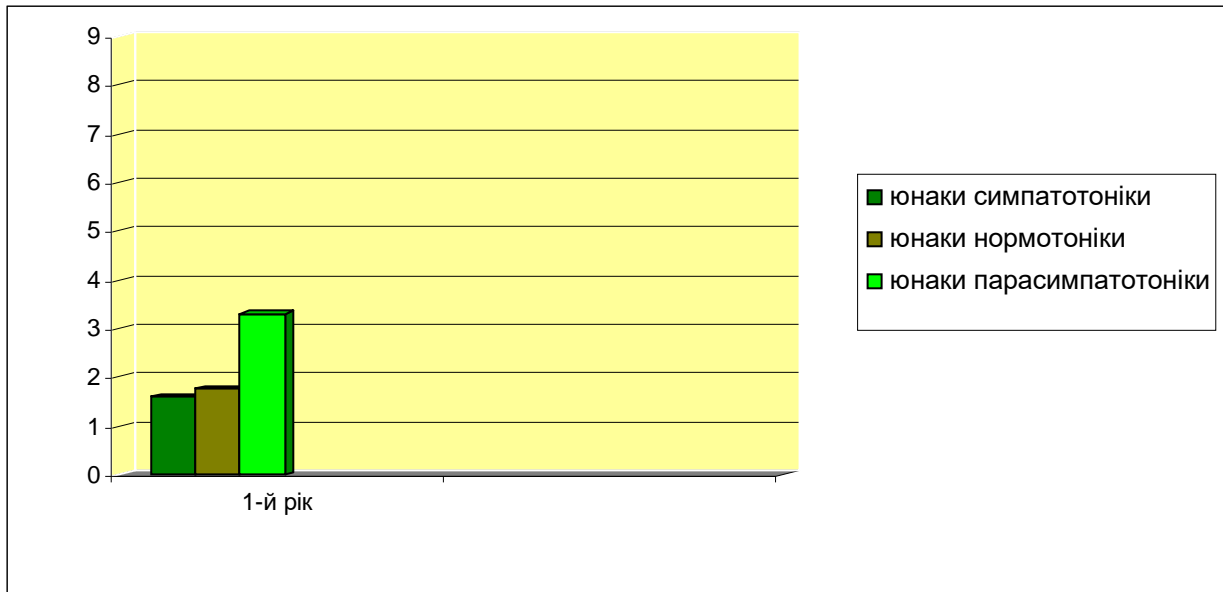 9
8
7
6
5
4
3
2
1
0
1-й рік
юнаки симпатотоніки
юнаки нормотоніки
юнаки парасимпатотоніки